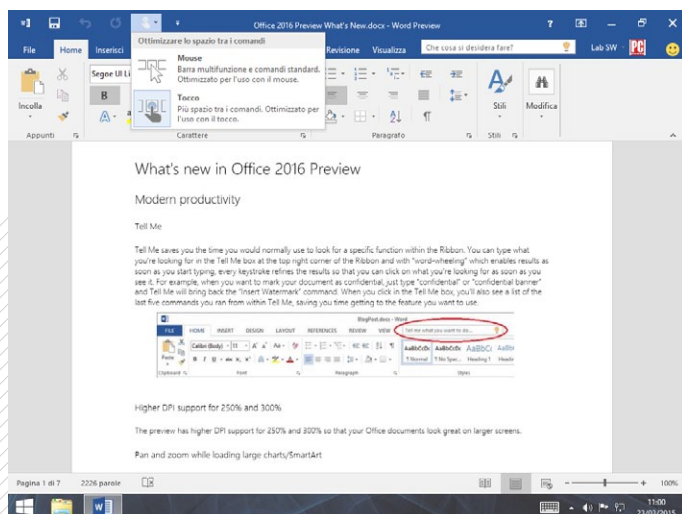 Office 2016 Preview What's New.docx - Word Preview
File Home Inserisci Revisione Visualizza Che cosa si desidera fare? Lab SW PC
Ottimizzare lo spazio tra i comandi
Mouse
Barra multifunzione e comandi standard.
Ottimizzato per l'uso con il mouse.
Tocco
Più spazio tra i comandi. Ottimizzato per
l'uso con il tocco.
Segoe UI Li
B
Incolla
Stili
Modifica
Appunti Carattere Paragrafo Stili
What's new in Office 2016 Preview
Modern productivity
Tell Me
Tell Me saves you the time you would normally use to look for a specific function within the Ribbon. You can type what
you're looking for in the Tell Me box at the top right corner of the Ribbon and with "word-wheeling" which enables results as
soon as you start typing, every keystroke refines the results so that you can click on what you're looking for as soon as you
see it. For example, when you want to mark your document as confidential, just type "confidential" or "confidential banner"
and Tell Me will bring back the "Insert Watermark" command. When you click in the Tell Me box, you'll also see a list of the
last five commands you ran from within Tell Me, saving you time getting to the feature you want to use.
BlogPost.docx - Word
FILE HOME INSERT DESIGN LAYOUT REFERENCES REVIEW VIEW Tell me what you want to do...
Calibri (Body) 11
Paste
B I U
AaBbCcDc AaBbCcDc AaBbCc
1 Normal 1 No Spac... Heading 1
Clipboard Font Paragraph Styles
Higher DPI support for 250% and 300%
The preview has higher DPI support for 250% and 300% so that your Office documents look great on larger screens.
Pan and zoom while loading large charts/SmartArt
Pagina 1 di 7 2226 parole 100%
11:00
23/03/2015